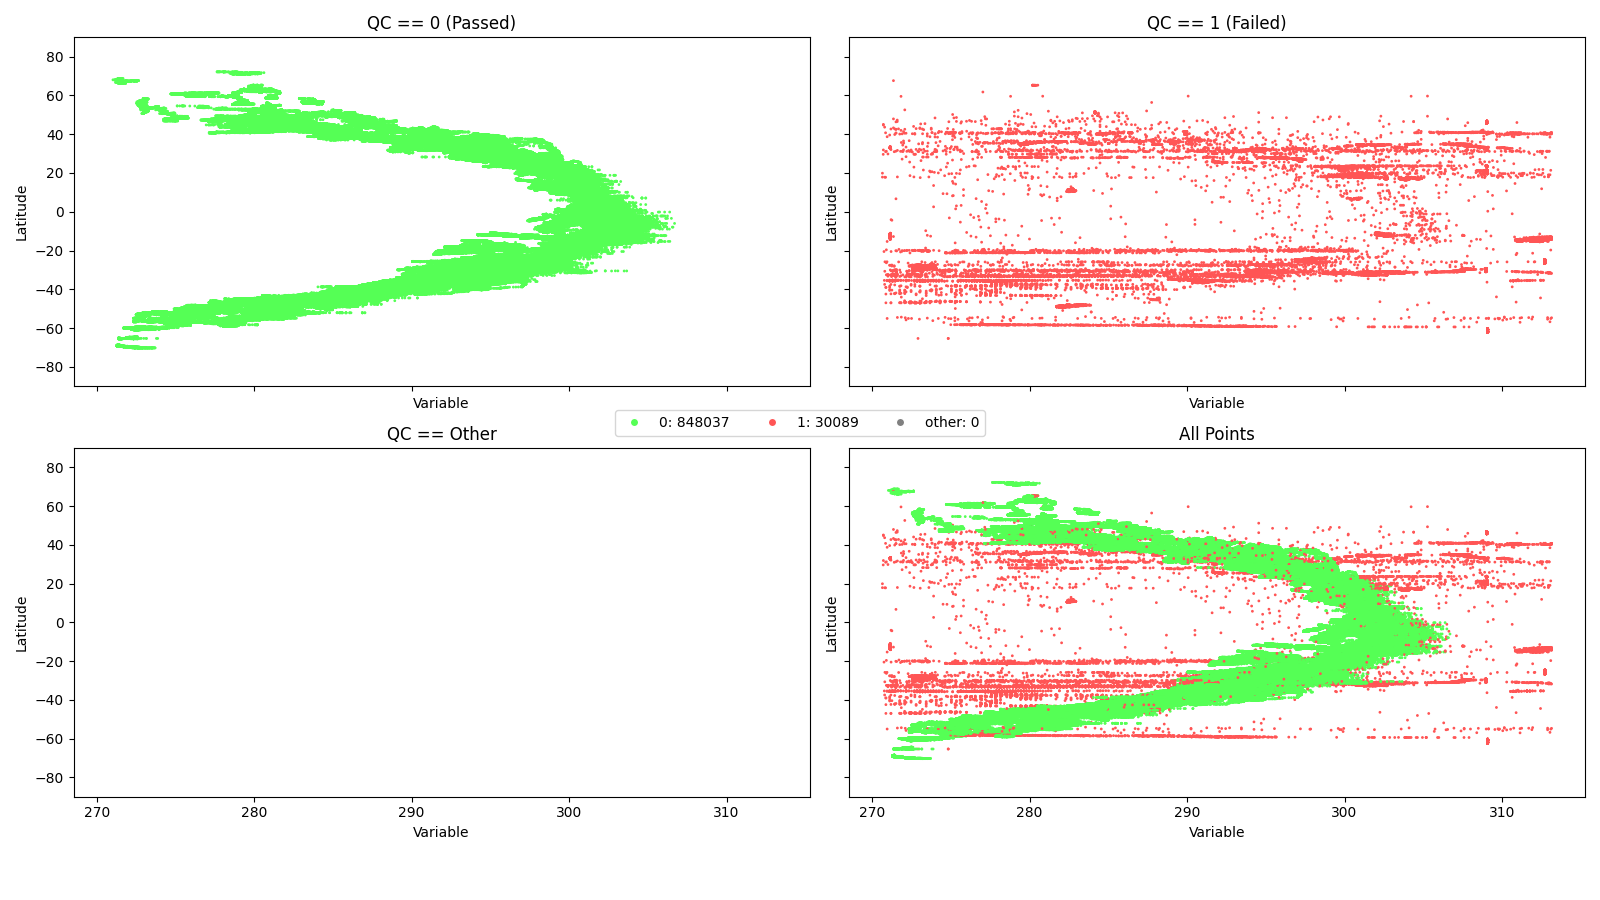 QC == 0 (Passed)
QC == 1 (Failed)
80
60
40
20
0
−20
−40
−60
−80
Latitude
Latitude
Variable
Variable
0: 848037 1: 30089 other: 0
QC == Other
All Points
80
60
40
20
0
−20
−40
−60
−80
Latitude
Latitude
270 280 290 300 310
270 280 290 300 310
Variable
Variable